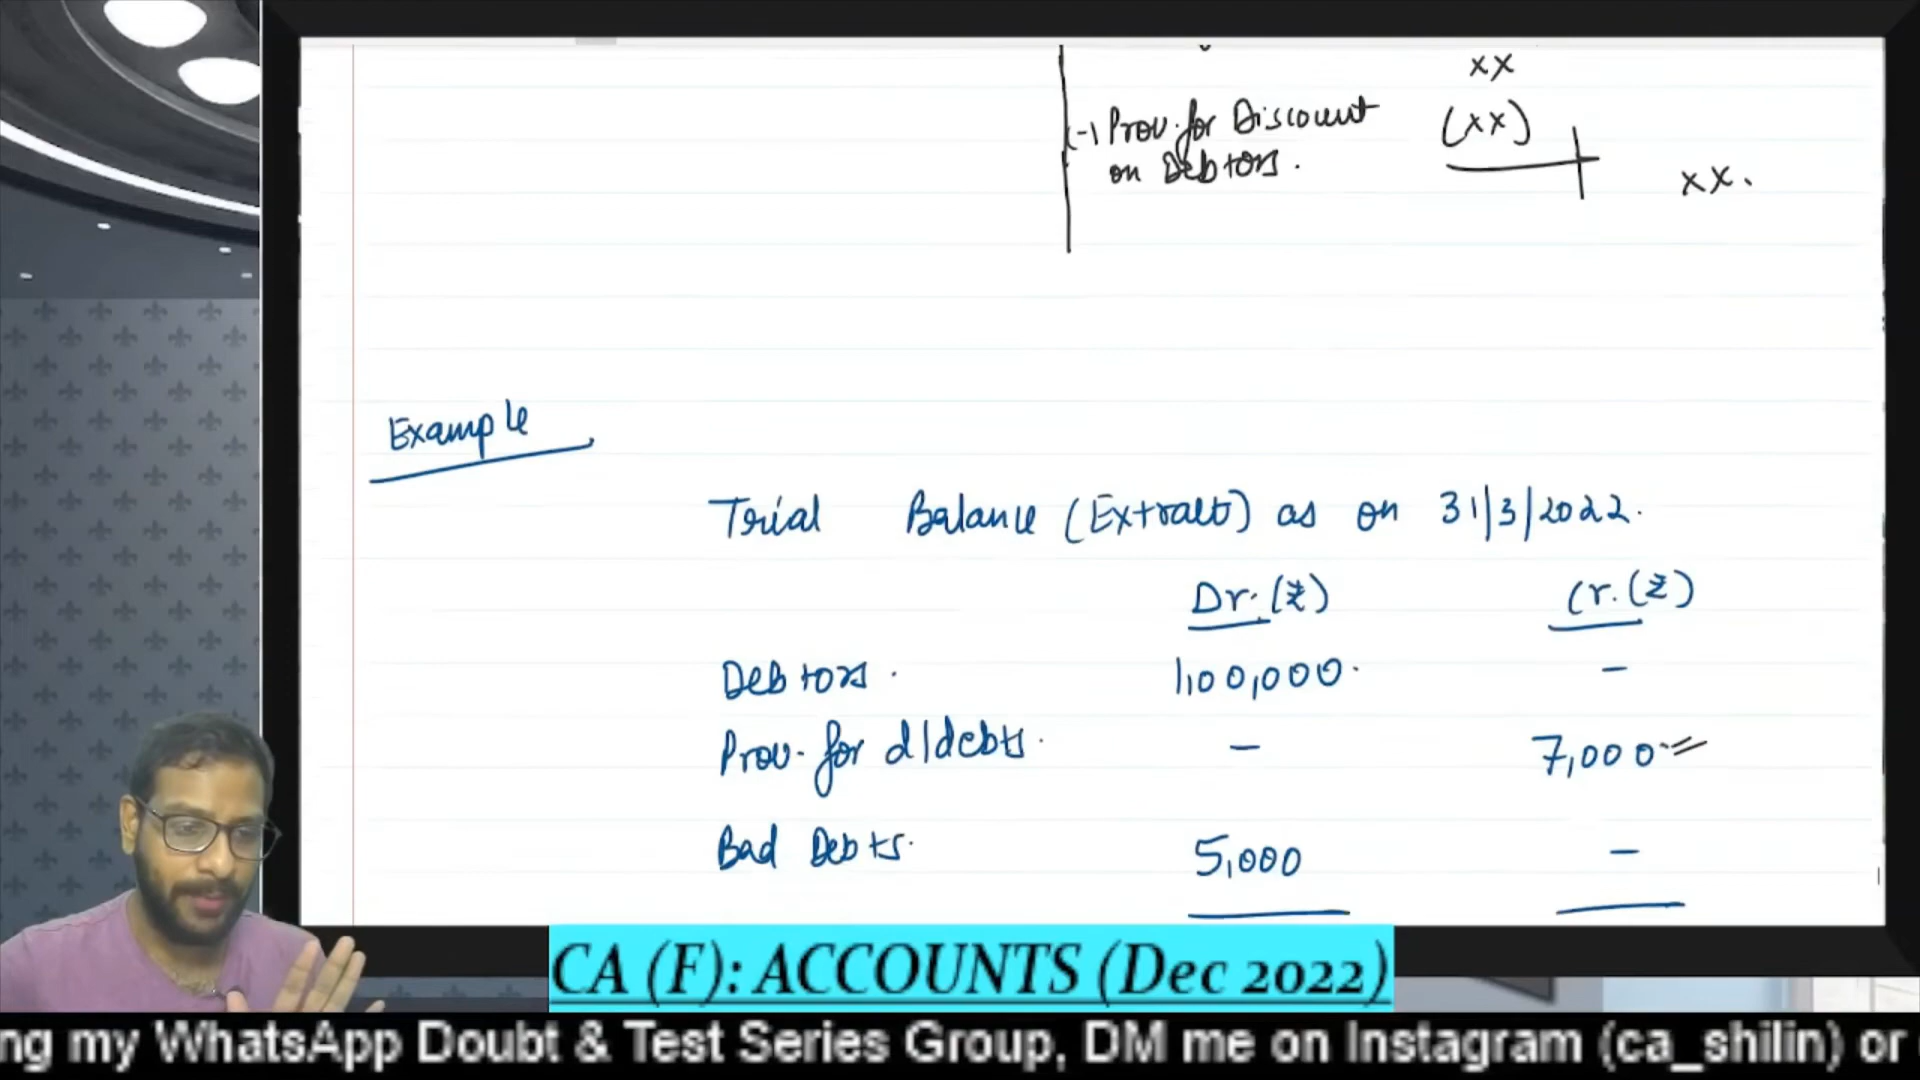 xx
(-) Prov. for Discount (xx)
on Debtors. xx.
Example
Trial Balance (Extract) as on 31/3/2022.
Dr. (₹) Cr. (₹)
Debtors. 1,00,000. -
Prov. for d/debts. - 7,000
Bad Debts. 5,000 -
CA (F): ACCOUNTS (Dec 2022)
ng my WhatsApp Doubt & Test Series Group, DM me on Instagram (ca_shilin) or